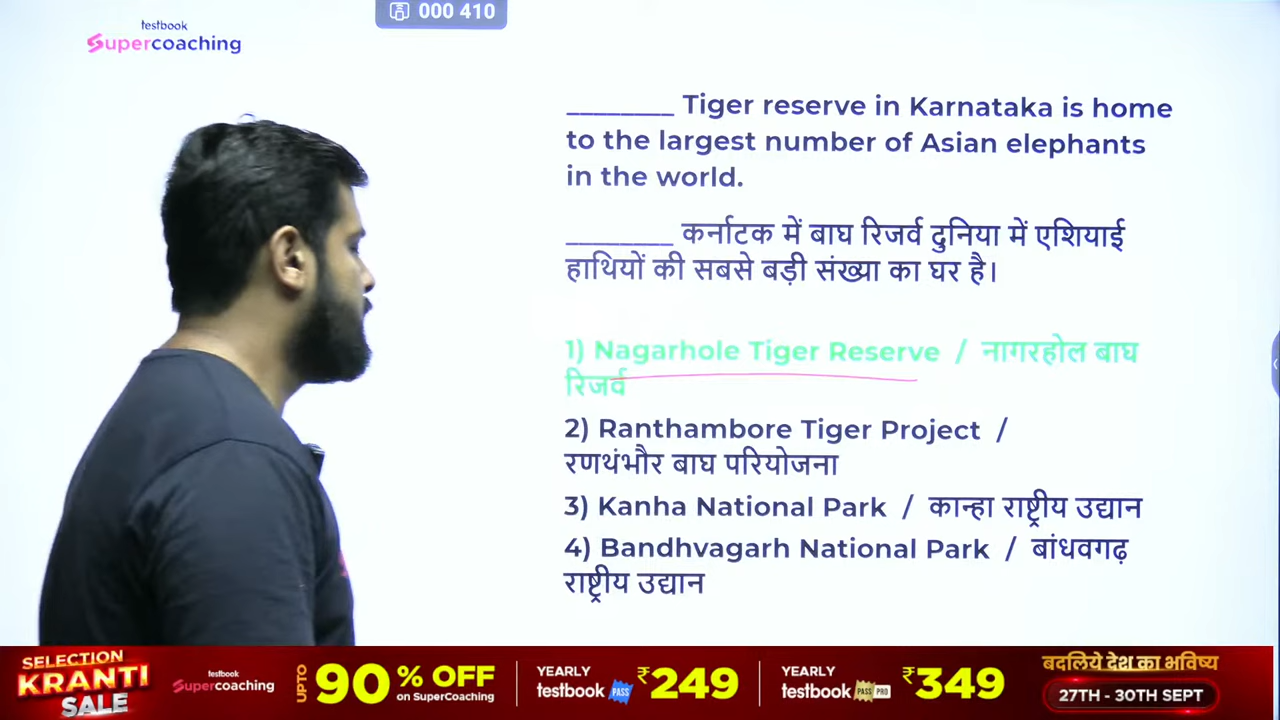 testbook
Supercoaching
000 410
________ Tiger reserve in Karnataka is home
to the largest number of Asian elephants
in the world.
________ कर्नाटक में बाघ रिजर्व दुनिया में एशियाई
हाथियों की सबसे बड़ी संख्या का घर है।
1) Nagarhole Tiger Reserve / नागरहोल बाघ
रिजर्व
2) Ranthambore Tiger Project /
रणथंभौर बाघ परियोजना
3) Kanha National Park / कान्हा राष्ट्रीय उद्यान
4) Bandhvagarh National Park / बांधवगढ़
राष्ट्रीय उद्यान
SELECTION
KRANTI
SALE
testbook
Supercoaching
UPTO 90% OFF
on SuperCoaching
YEARLY
testbook PASS ₹249
YEARLY
testbook PASS PRO ₹349
बदलिये देश का भविष्य
27TH - 30TH SEPT